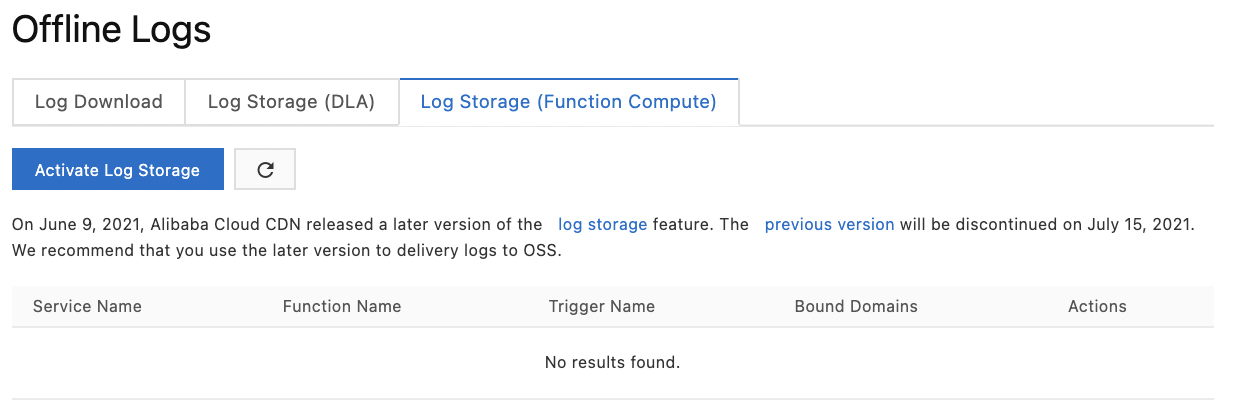 Offline Logs
Log Download Log Storage (DLA) Log Storage (Function Compute)
Activate Log Storage
On June 9, 2021, Alibaba Cloud CDN released a later version of the log storage feature. The previous version will be discontinued on July 15, 2021.
We recommend that you use the later version to delivery logs to OSS.
Service Name Function Name Trigger Name Bound Domains Actions
No results found.